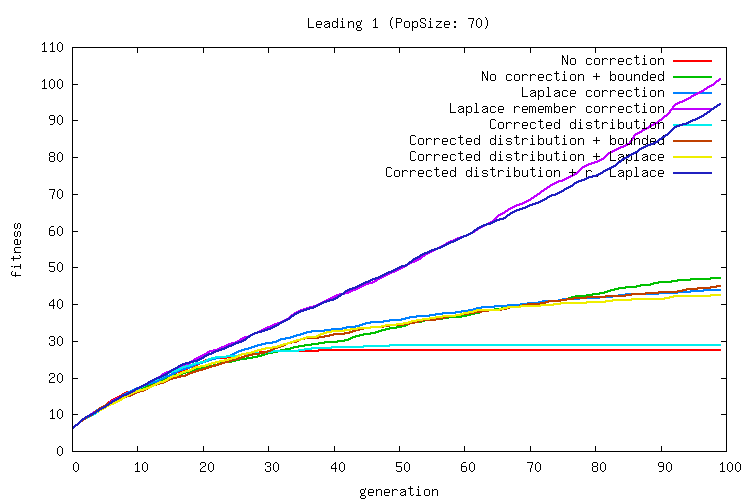 Leading 1 (PopSize: 70)
110
100
90
80
70
60
50
40
30
20
10
0
fitness
No correction
No correction + bounded
Laplace correction
Laplace remember correction
Corrected distribution
Corrected distribution + bounded
Corrected distribution + Laplace
Corrected distribution + r. Laplace
0 10 20 30 40 50 60 70 80 90 100
generation